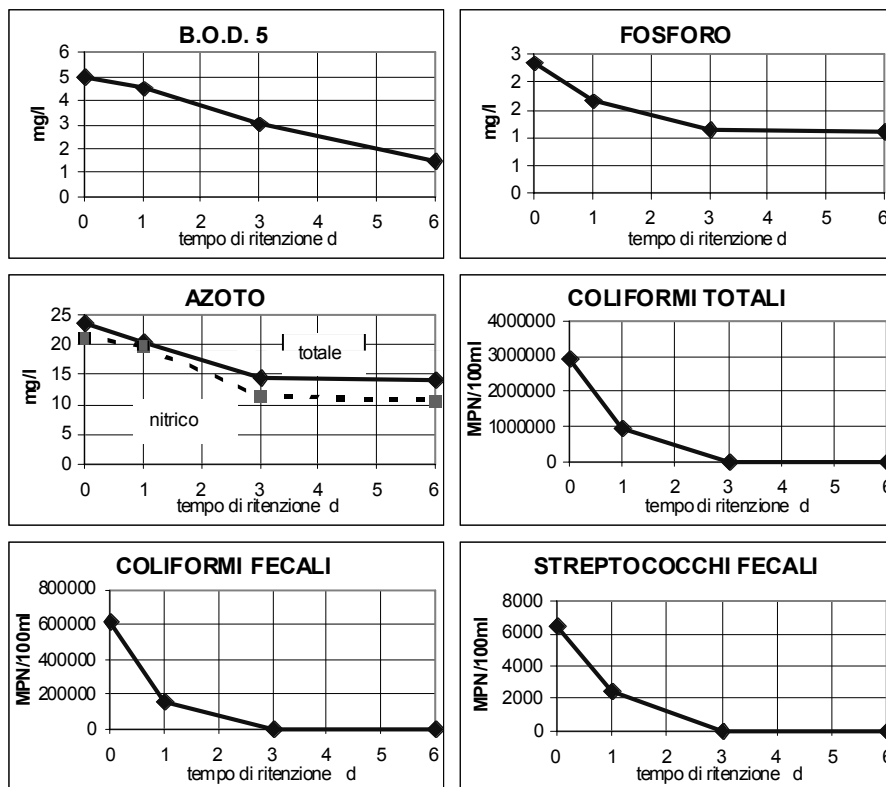 B.O.D. 5
6
5
4
3
2
1
0
mg/l
0 1 2 3 4 5 6
tempo di ritenzione d
FOSFORO
3
2
2
1
1
0
mg/l
0 1 2 3 4 5 6
tempo di ritenzione d
AZOTO
25
20
15
10
5
0
mg/l
totale
nitrico
0 1 2 3 4 5 6
tempo di ritenzione d
COLIFORMI TOTALI
4000000
3000000
2000000
1000000
0
MPN/100ml
0 1 2 3 4 5 6
tempo di ritenzione d
COLIFORMI FECALI
800000
600000
400000
200000
0
MPN/100ml
0 1 2 3 4 5 6
tempo di ritenzione d
STREPTOCOCCHI FECALI
8000
6000
4000
2000
0
MPN/100ml
0 1 2 3 4 5 6
tempo di ritenzione d